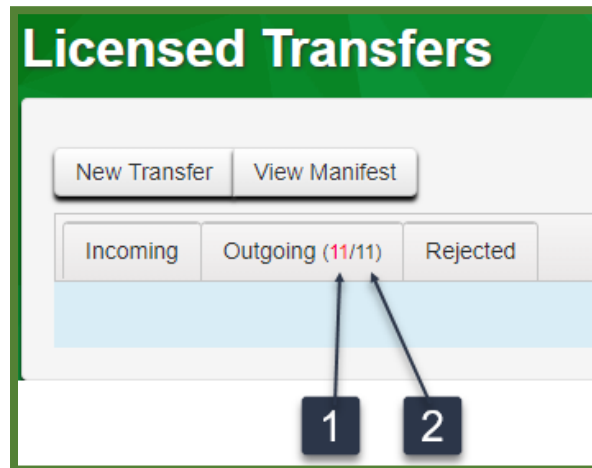 Licensed Transfers
New Transfer View Manifest
Incoming Outgoing (11/11) Rejected
1 2